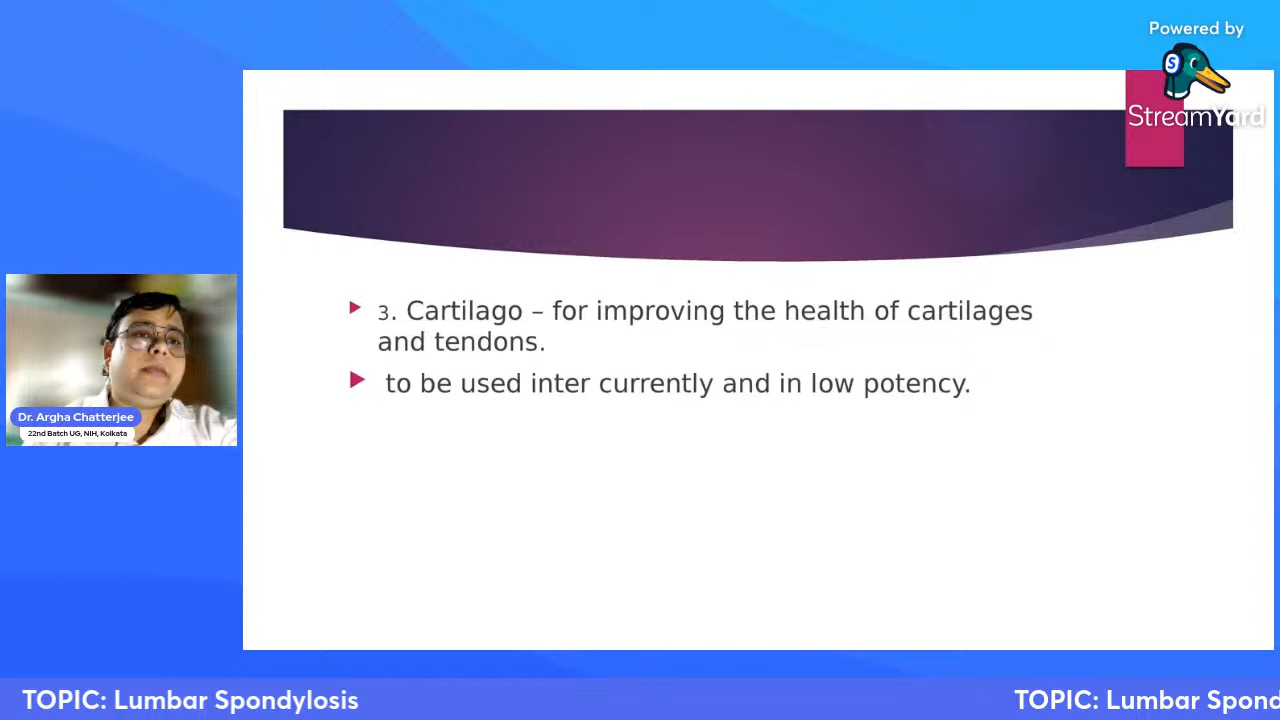 Powered by
StreamYard
3. Cartilago – for improving the health of cartilages
and tendons.
to be used inter currently and in low potency.
Dr. Argha Chatterjee
22nd Batch UG, NIH, Kolkata
TOPIC: Lumbar Spondylosis
TOPIC: Lumbar Spond